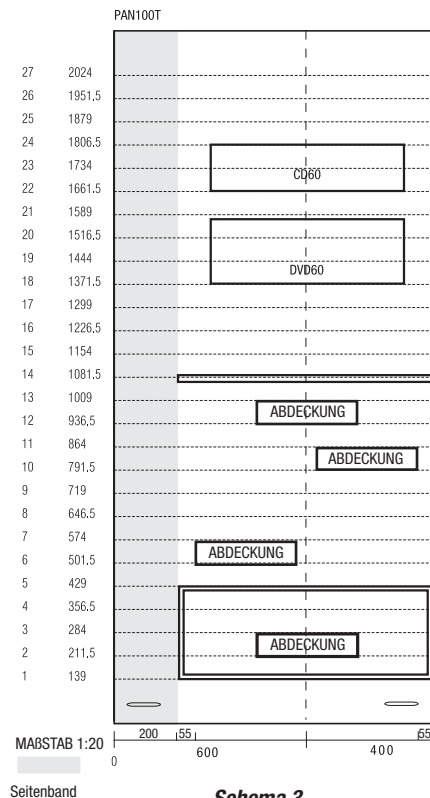 PAN100T
27 2024
26 1951.5
25 1879
24 1806.5
23 1734
CD60
22 1661.5
21 1589
20 1516.5
19 1444
DVD60
18 1371.5
17 1299
16 1226.5
15 1154
14 1081.5
13 1009
ABDECKUNG
12 936.5
11 864
ABDECKUNG
10 791.5
9 719
8 646.5
7 574
ABDECKUNG
6 501.5
5 429
4 356.5
3 284
ABDECKUNG
2 211.5
1 139
200 55 55
MAßSTAB 1:20
0 600 400
Seitenband
Schema 3